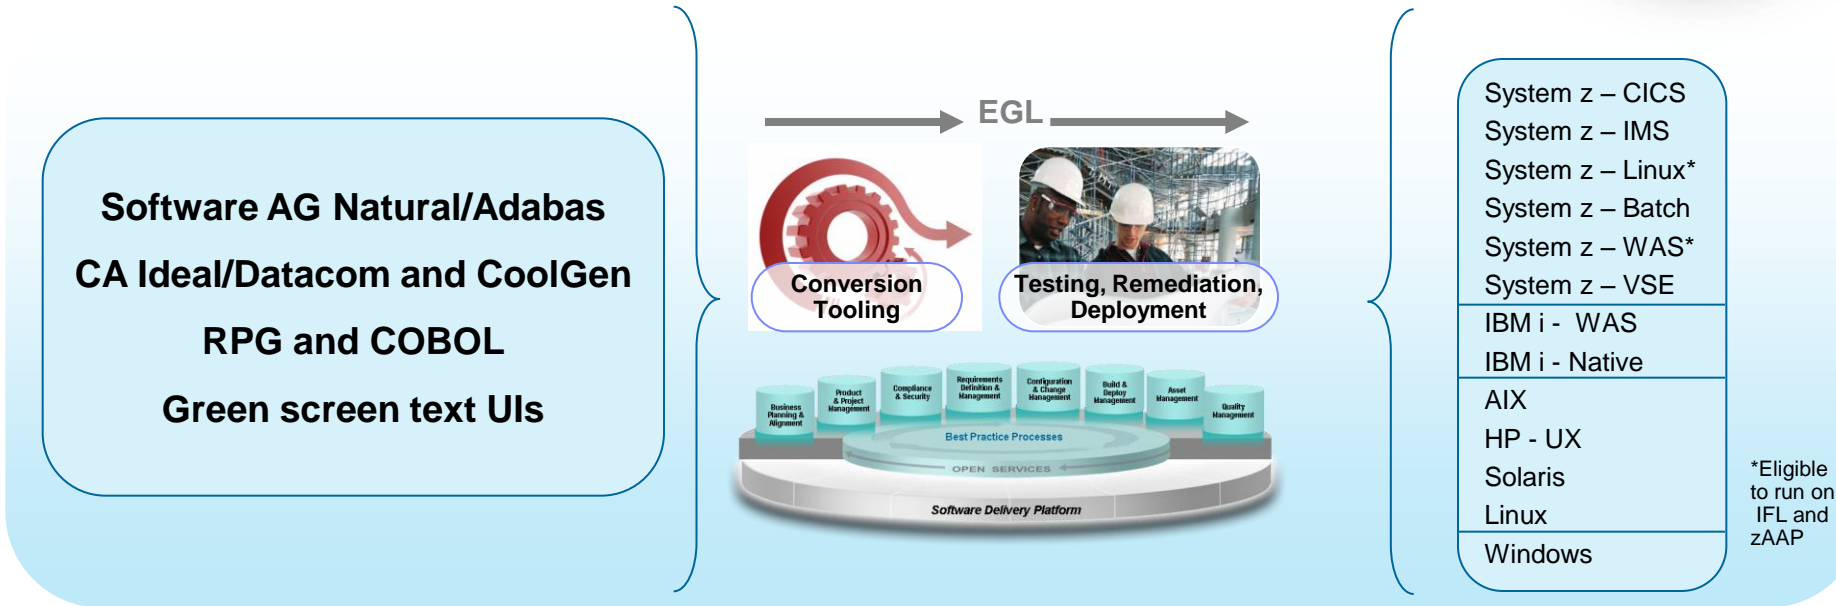 Software AG Natural/Adabas
CA Ideal/Datacom and CoolGen
RPG and COBOL
Green screen text UIs
EGL
Conversion
Tooling
Testing, Remediation,
Deployment
Business
Planning &
Alignment
Product
& Project
Management
Compliance
& Security
Requirements
Definition &
Management
Configuration
& Change
Management
Build &
Deploy
Management
Asset
Management
Quality
Management
Best Practice Processes
OPEN SERVICES
Software Delivery Platform
System z – CICS
System z – IMS
System z – Linux*
System z – Batch
System z – WAS*
System z – VSE
IBM i - WAS
IBM i - Native
AIX
HP - UX
Solaris
Linux
Windows
*Eligible
to run on
IFL and
zAAP